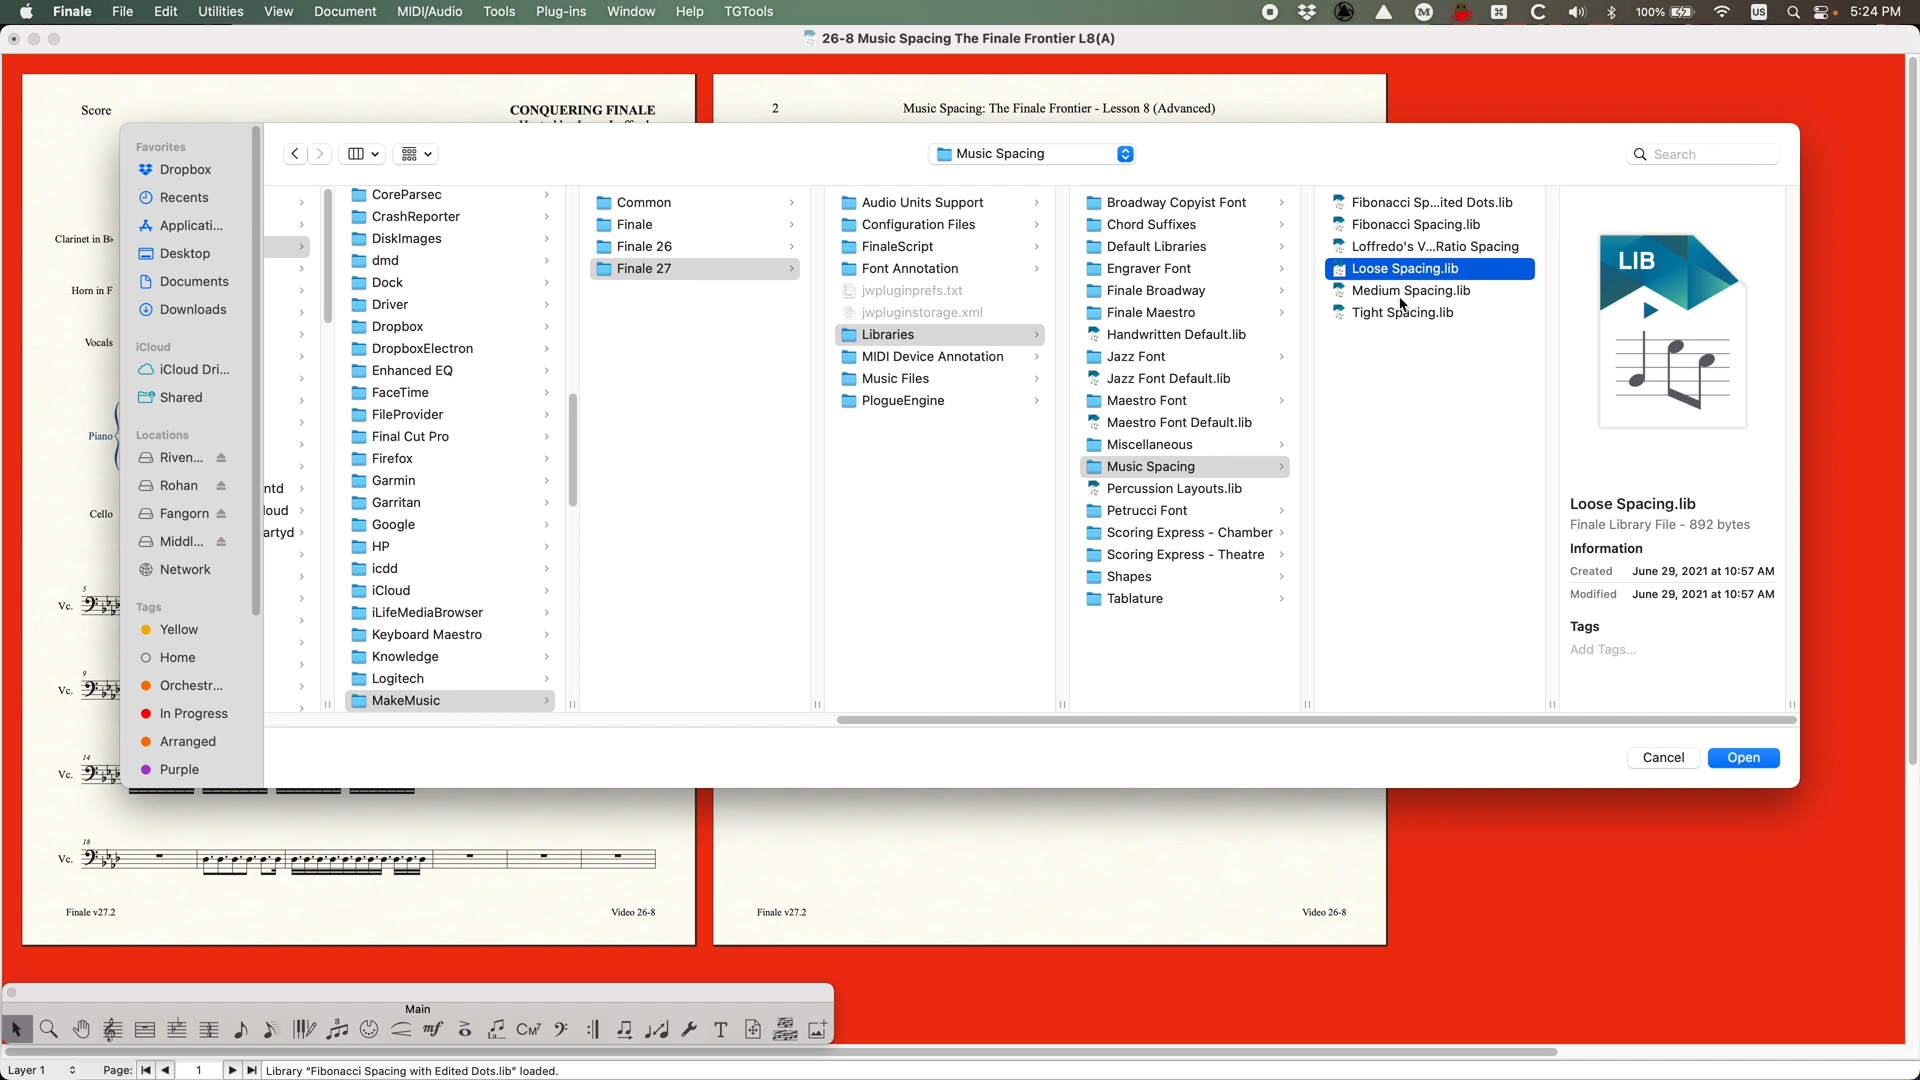 Finale File Edit Utilities View Document MIDI/Audio Tools Plug-ins Window Help TGTools 100% US 5:24 PM
26-8 Music Spacing The Finale Frontier L8(A)
Score
CONQUERING FINALE
2
Music Spacing: The Finale Frontier - Lesson 8 (Advanced)
Clarinet in B♭
Horn in F
Vocals
Piano
Cello
5
Vc.
9
Vc.
14
Vc.
18
Vc.
Finale v27.2
Video 26-8
Finale v27.2
Video 26-8
Favorites
Dropbox
Recents
Applicati...
Desktop
Documents
Downloads
iCloud
iCloud Dri...
Shared
Locations
Riven...
Rohan
Fangorn
Middl...
Network
Tags
Yellow
Home
Orchestr...
In Progress
Arranged
Purple
Music Spacing
Search
ntd
loud
artyd
CoreParsec
CrashReporter
DiskImages
dmd
Dock
Driver
Dropbox
DropboxElectron
Enhanced EQ
FaceTime
FileProvider
Final Cut Pro
Firefox
Garmin
Garritan
Google
HP
icdd
iCloud
iLifeMediaBrowser
Keyboard Maestro
Knowledge
Logitech
MakeMusic
Common
Finale
Finale 26
Finale 27
Audio Units Support
Configuration Files
FinaleScript
Font Annotation
jwpluginprefs.txt
jwpluginstorage.xml
Libraries
MIDI Device Annotation
Music Files
PlogueEngine
Broadway Copyist Font
Chord Suffixes
Default Libraries
Engraver Font
Finale Broadway
Finale Maestro
Handwritten Default.lib
Jazz Font
Jazz Font Default.lib
Maestro Font
Maestro Font Default.lib
Miscellaneous
Music Spacing
Percussion Layouts.lib
Petrucci Font
Scoring Express - Chamber
Scoring Express - Theatre
Shapes
Tablature
Fibonacci Sp...ited Dots.lib
Fibonacci Spacing.lib
Loffredo's V...Ratio Spacing
Loose Spacing.lib
Medium Spacing.lib
Tight Spacing.lib
LIB
Loose Spacing.lib
Finale Library File - 892 bytes
Information
Created June 29, 2021 at 10:57 AM
Modified June 29, 2021 at 10:57 AM
Tags
Add Tags...
Cancel
Open
Main
mf
CM7
T
Layer 1 Page: 1 Library "Fibonacci Spacing with Edited Dots.lib" loaded.